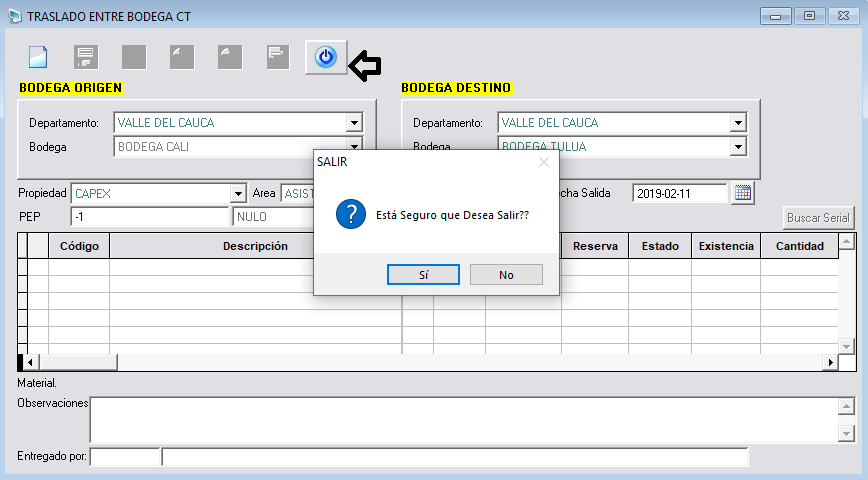 TRASLADO ENTRE BODEGA CT
BODEGA ORIGEN
BODEGA DESTINO
Departamento: VALLE DEL CAUCA
Departamento: VALLE DEL CAUCA
Bodega BODEGA CALI
Bodega BODEGA TULUA
SALIR
Está Seguro que Desea Salir??
Sí No
Propiedad CAPEX Area ASIST
cha Salida 2019-02-11
PEP -1 NULO
Buscar Serial
Código Descripción Reserva Estado Existencia Cantidad
Material.
Observaciones
Entregado por: